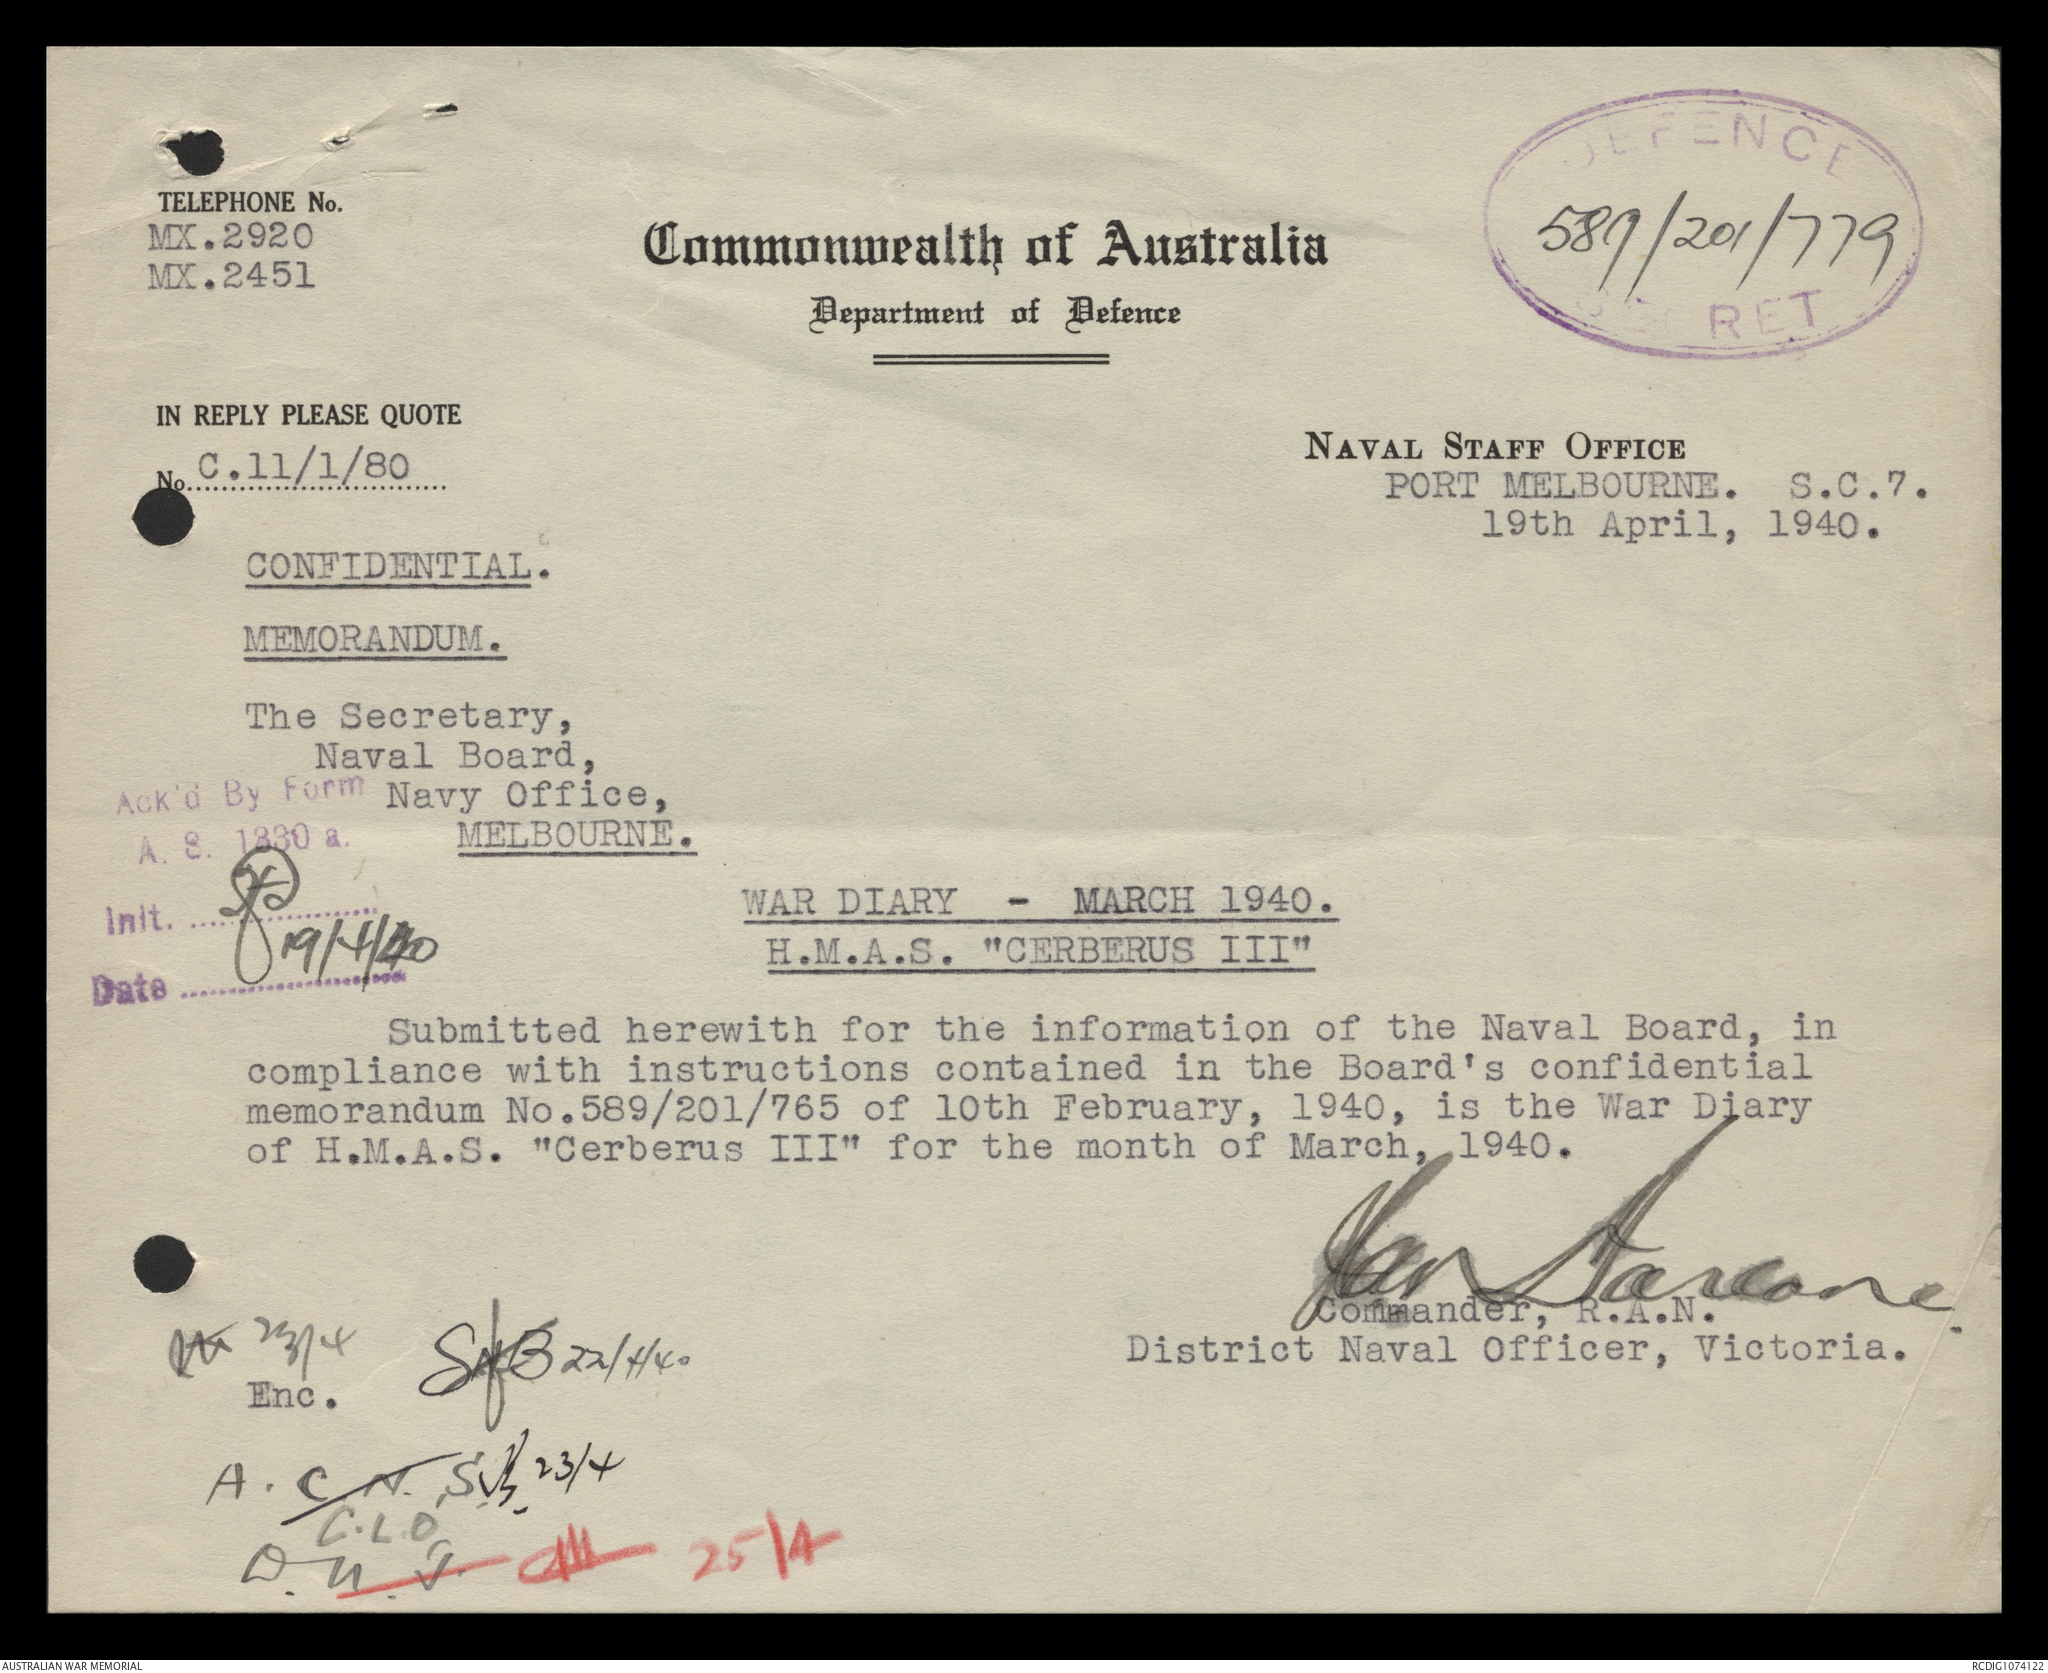 TELEPHONE No.
MX.2920
MX.2451
Commonwealth of Australia
Department of Defence
DEFENCE
589/201/779
SECRET
IN REPLY PLEASE QUOTE
No. C.11/1/80
NAVAL STAFF OFFICE
PORT MELBOURNE. S.C.7.
19th April, 1940.
CONFIDENTIAL.
MEMORANDUM.
The Secretary,
Naval Board,
Navy Office,
MELBOURNE.
Ack'd By Form
A. S. 1330 a.
Init.
19/4/40
Date
WAR DIARY - MARCH 1940.
H.M.A.S. "CERBERUS III"
Submitted herewith for the information of the Naval Board, in
compliance with instructions contained in the Board's confidential
memorandum No.589/201/765 of 10th February, 1940, is the War Diary
of H.M.A.S. "Cerberus III" for the month of March, 1940.
Commander, R.A.N.
District Naval Officer, Victoria.
23/4
22/4/40
Enc.
A.C.N.S. 23/4
C.L.O.
25/4
AUSTRALIAN WAR MEMORIAL
RCDIG1074122